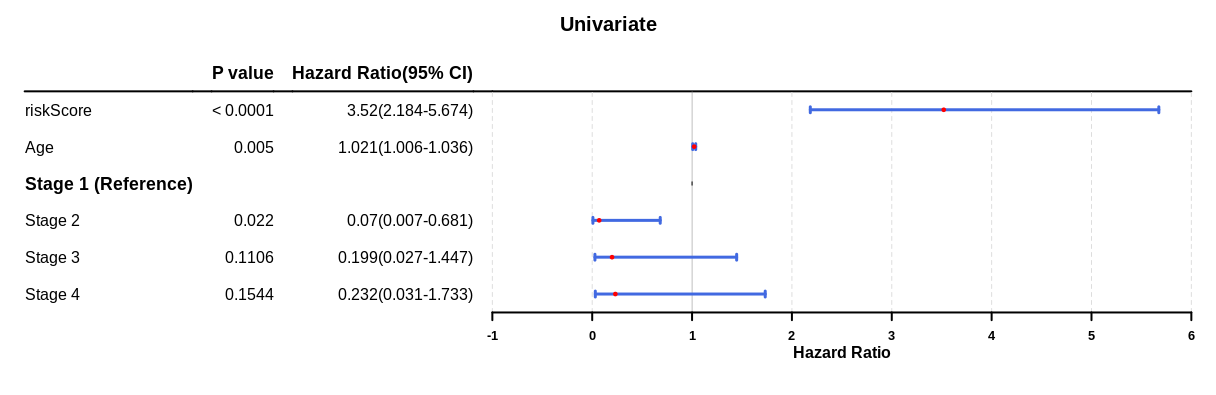 Univariate
P value Hazard Ratio(95% CI)
riskScore < 0.0001 3.52(2.184-5.674)
Age 0.005 1.021(1.006-1.036)
Stage 1 (Reference)
Stage 2 0.022 0.07(0.007-0.681)
Stage 3 0.1106 0.199(0.027-1.447)
Stage 4 0.1544 0.232(0.031-1.733)
-1 0 1 2 3 4 5 6
Hazard Ratio